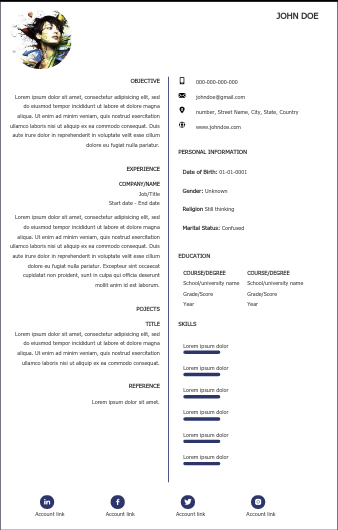 JOHN DOE
OBJECTIVE
Lorem ipsum dolor sit amet, consectetur adipiscing elit, sed
do eiusmod tempor incididunt ut labore et dolore magna
aliqua. Ut enim ad minim veniam, quis nostrud exercitation
ullamco laboris nisi ut aliquip ex ea commodo consequat. Duis
aute irure dolor in reprehenderit in voluptate velit esse cillum
dolore eu fugiat nulla pariatur.
EXPERIENCE
COMPANY/NAME
Job/Title
Start date - End date
Lorem ipsum dolor sit amet, consectetur adipiscing elit, sed
do eiusmod tempor incididunt ut labore et dolore magna
aliqua. Ut enim ad minim veniam, quis nostrud exercitation
ullamco laboris nisi ut aliquip ex ea commodo consequat. Duis
aute irure dolor in reprehenderit in voluptate velit esse cillum
dolore eu fugiat nulla pariatur. Excepteur sint occaecat
cupidatat non proident, sunt in culpa qui officia deserunt
mollit anim id est laborum.
POJECTS
TITLE
Lorem ipsum dolor sit amet, consectetur adipiscing elit, sed
do eiusmod tempor incididunt ut labore et dolore magna
aliqua. Ut enim ad minim veniam, quis nostrud exercitation
ullamco laboris nisi ut aliquip ex ea commodo consequat.
REFERENCE
Lorem ipsum dolor sit amet.
000-000-000-000
johndoe@gmail.com
number, Street Name, City, State, Country
www.johndoe.com
PERSONAL INFORMATION
Date of Birth: 01-01-0001
Gender: Unknown
Religion Still thinking
Marital Status: Confused
EDUCATION
COURSE/DEGREE COURSE/DEGREE
School/university name School/university name
Grade/Score Grade/Score
Year Year
SKILLS
Lorem ipsum dolor
Lorem ipsum dolor
Lorem ipsum dolor
Lorem ipsum dolor
Lorem ipsum dolor
Lorem ipsum dolor
Account link Account link Account link Account link